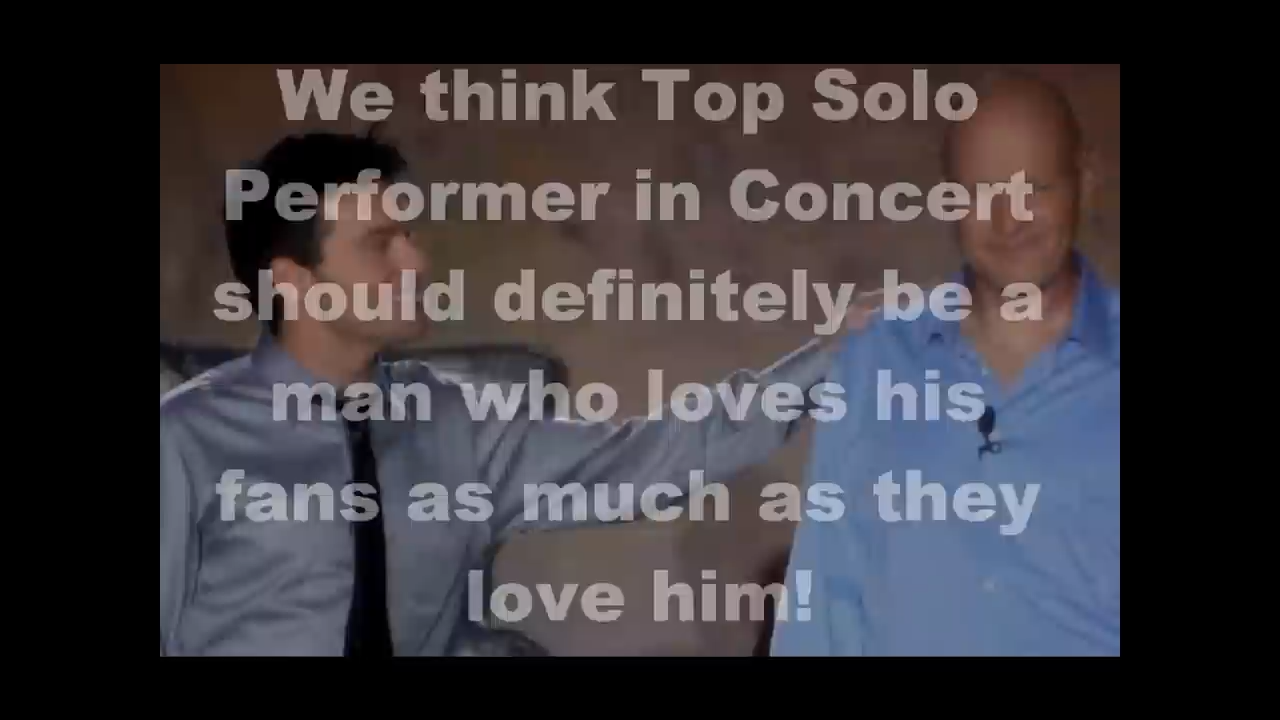 We think Top Solo
Performer in Concert
should definitely be a
man who loves his
fans as much as they
love him!